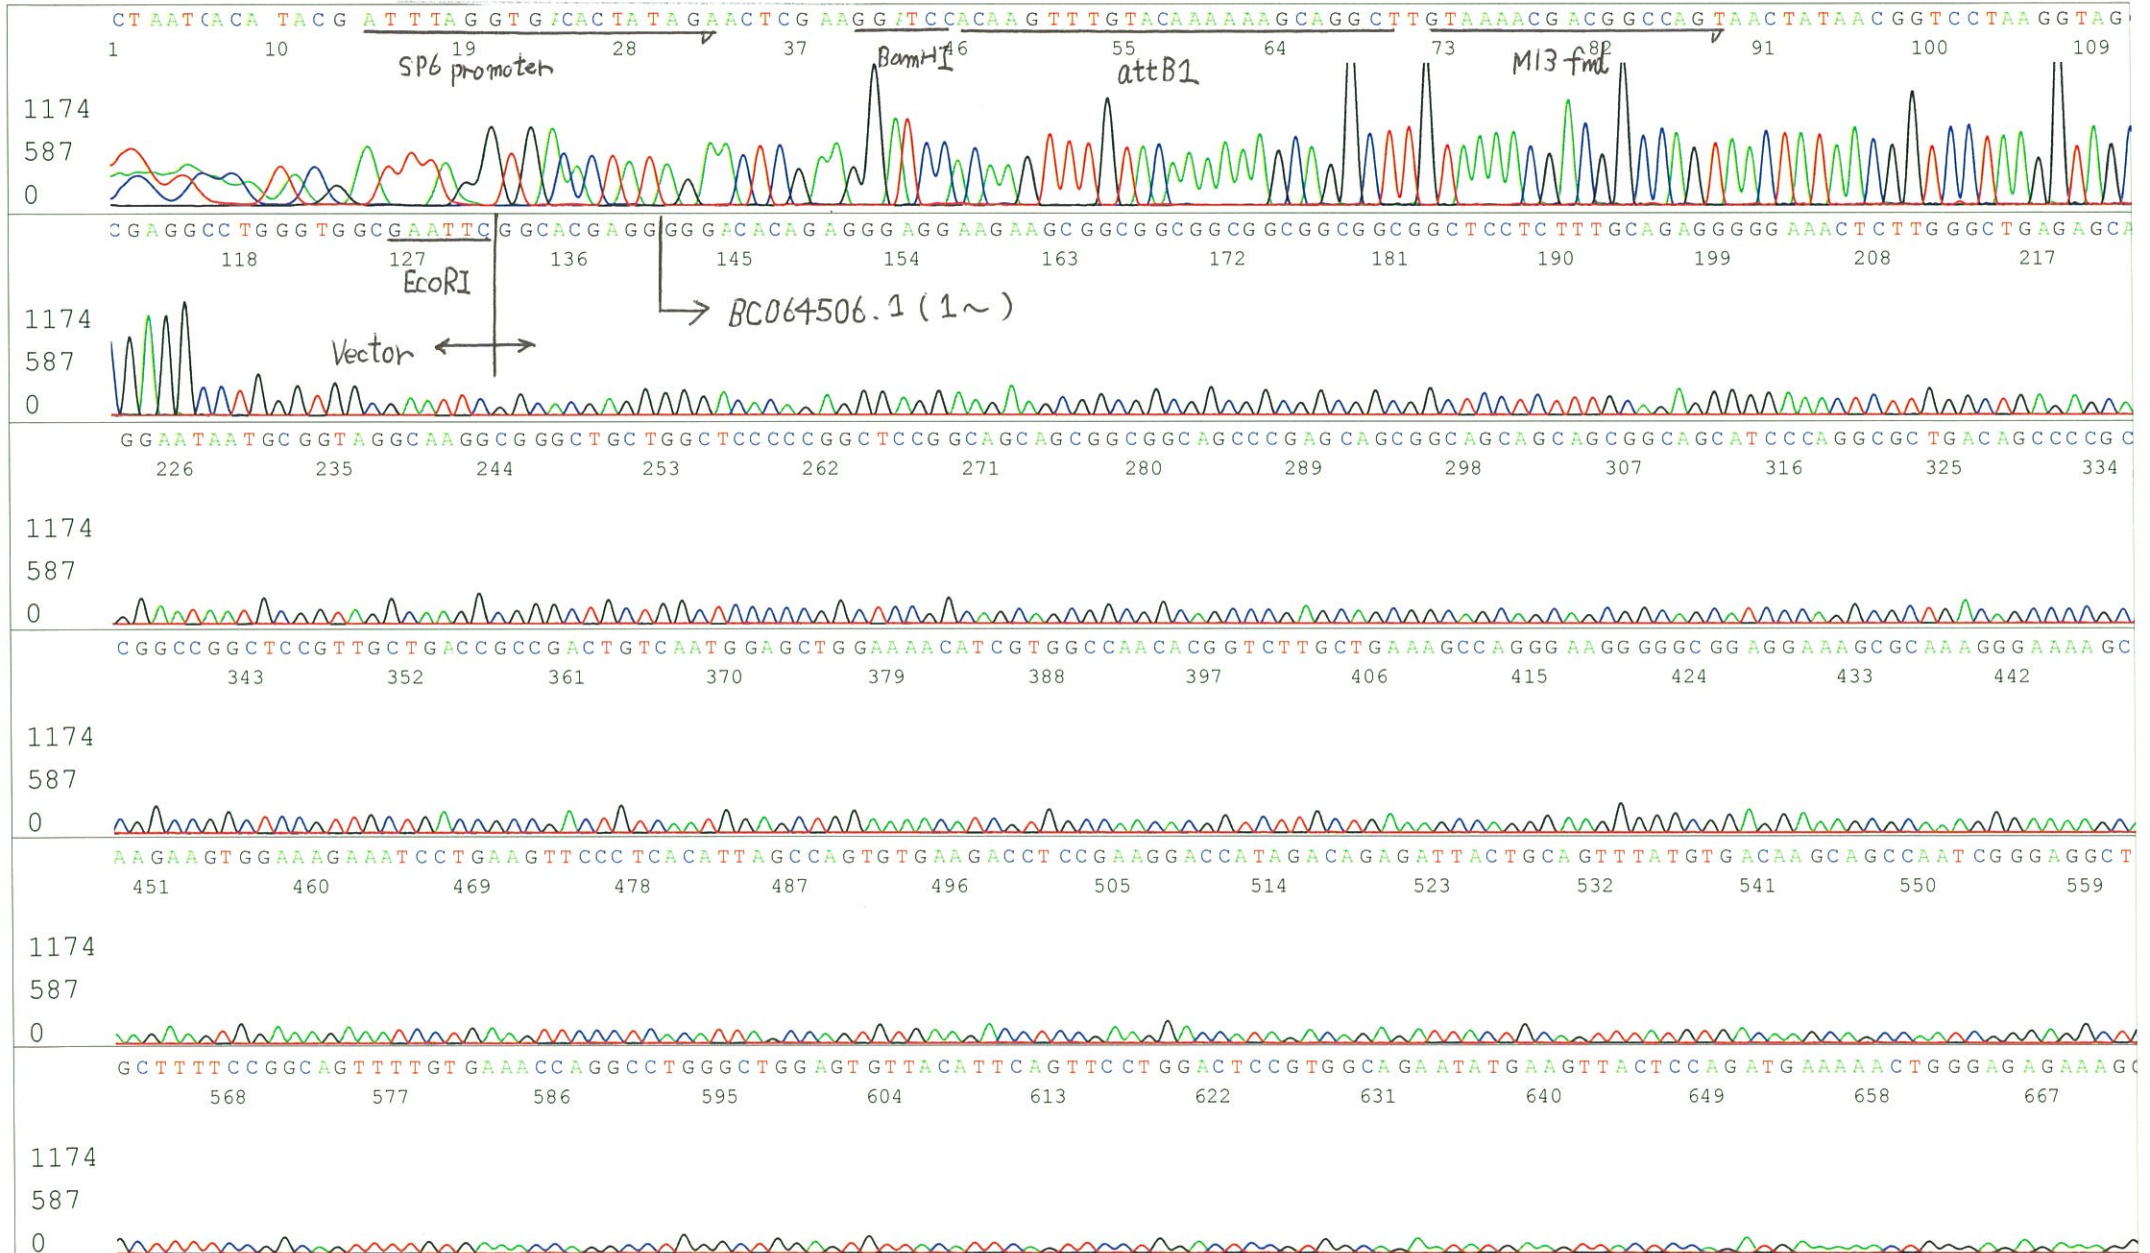 CTAATCACA TACG ATTTAGGTGACACTATAGAACTCGAAGGATCCACAAGTTTGTACAAAAAAGCAGGCTTGTAAAACGACGGCCAGTAACTATAACGGTCCTAAGGTAG
1 10 19 28 37 46 55 64 73 82 91 100 109
SP6 promoter BamHI attB1 M13 fwd
1174
587
0
CGAGGCCTGGGTGGCGAATTCGGCACGAGGGGGACACAGAGGGAGGAAGAAGCGGCGGCGGCGGCGGCGGCGGCTCCTCTTTGCAGAGGGGGAAACTCTTGGGCTGAGAGCA
118 127 136 145 154 163 172 181 190 199 208 217
EcoRI
BC064506.1 (1~)
Vector
1174
587
0
GGAATAATGCGGTAGGCAAGGCGGGCTGCTGGCTCCCCCGGCTCCGGCAGCAGCGGCGGCAGCCCGAGCAGCGGCAGCAGCAGCGGCAGCATCCCAGGCGCTGACAGCCCCGC
226 235 244 253 262 271 280 289 298 307 316 325 334
1174
587
0
CGGCCGGCTCCGTTGCTGACCGCCGACTGTCAATGGAGCTGGAAAACATCGTGGCCAACACGGTCTTGCTGAAAGCCAGGGAAGGGGGCGGAGGAAAGCGCAAAGGGAAAAGC
343 352 361 370 379 388 397 406 415 424 433 442
1174
587
0
AAGAAGTGGAAAGAAATCCTGAAGTTCCCTCACATTAGCCAGTGTGAAGACCTCCGAAGGACCATAGACAGAGATTACTGCAGTTTATGTGACAAGCAGCCAATCGGGAGGCT
451 460 469 478 487 496 505 514 523 532 541 550 559
1174
587
0
GCTTTTCCGGCAGTTTTGTGAAACCAGGCCTGGGCTGGAGTGTTACATTCAGTTCCTGGACTCCGTGGCAGAATATGAAGTTACTCCAGATGAAAAACTGGGAGAGAAAG
568 577 586 595 604 613 622 631 640 649 658 667
1174
587
0